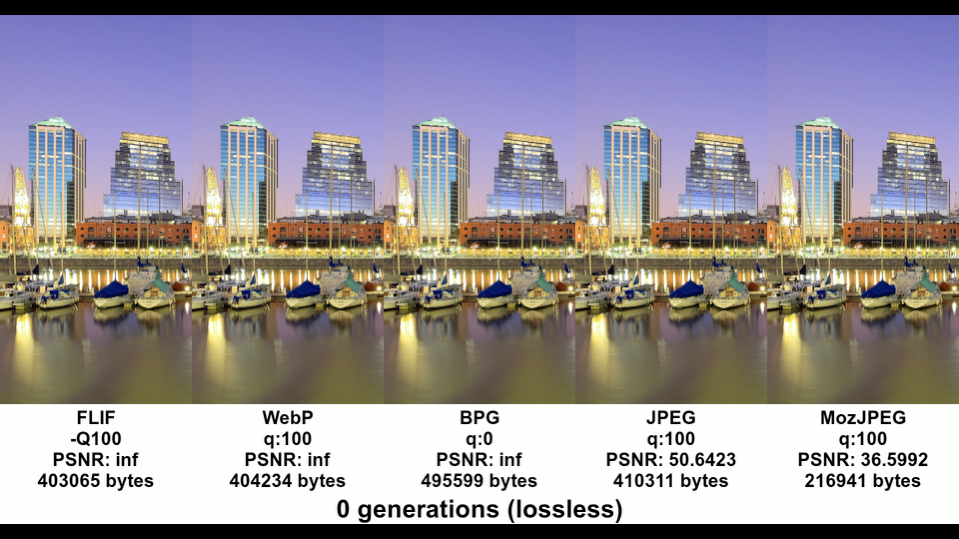 FLIF
-Q100
PSNR: inf
403065 bytes
WebP
q:100
PSNR: inf
404234 bytes
BPG
q:0
PSNR: inf
495599 bytes
JPEG
q:100
PSNR: 50.6423
410311 bytes
MozJPEG
q:100
PSNR: 36.5992
216941 bytes
0 generations (lossless)